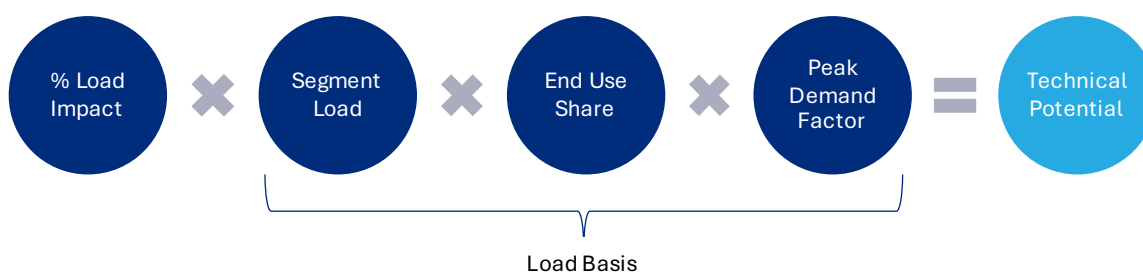 % Load
Impact
Segment
Load
End Use
Share
Peak
Demand
Factor
Technical
Potential
Load Basis